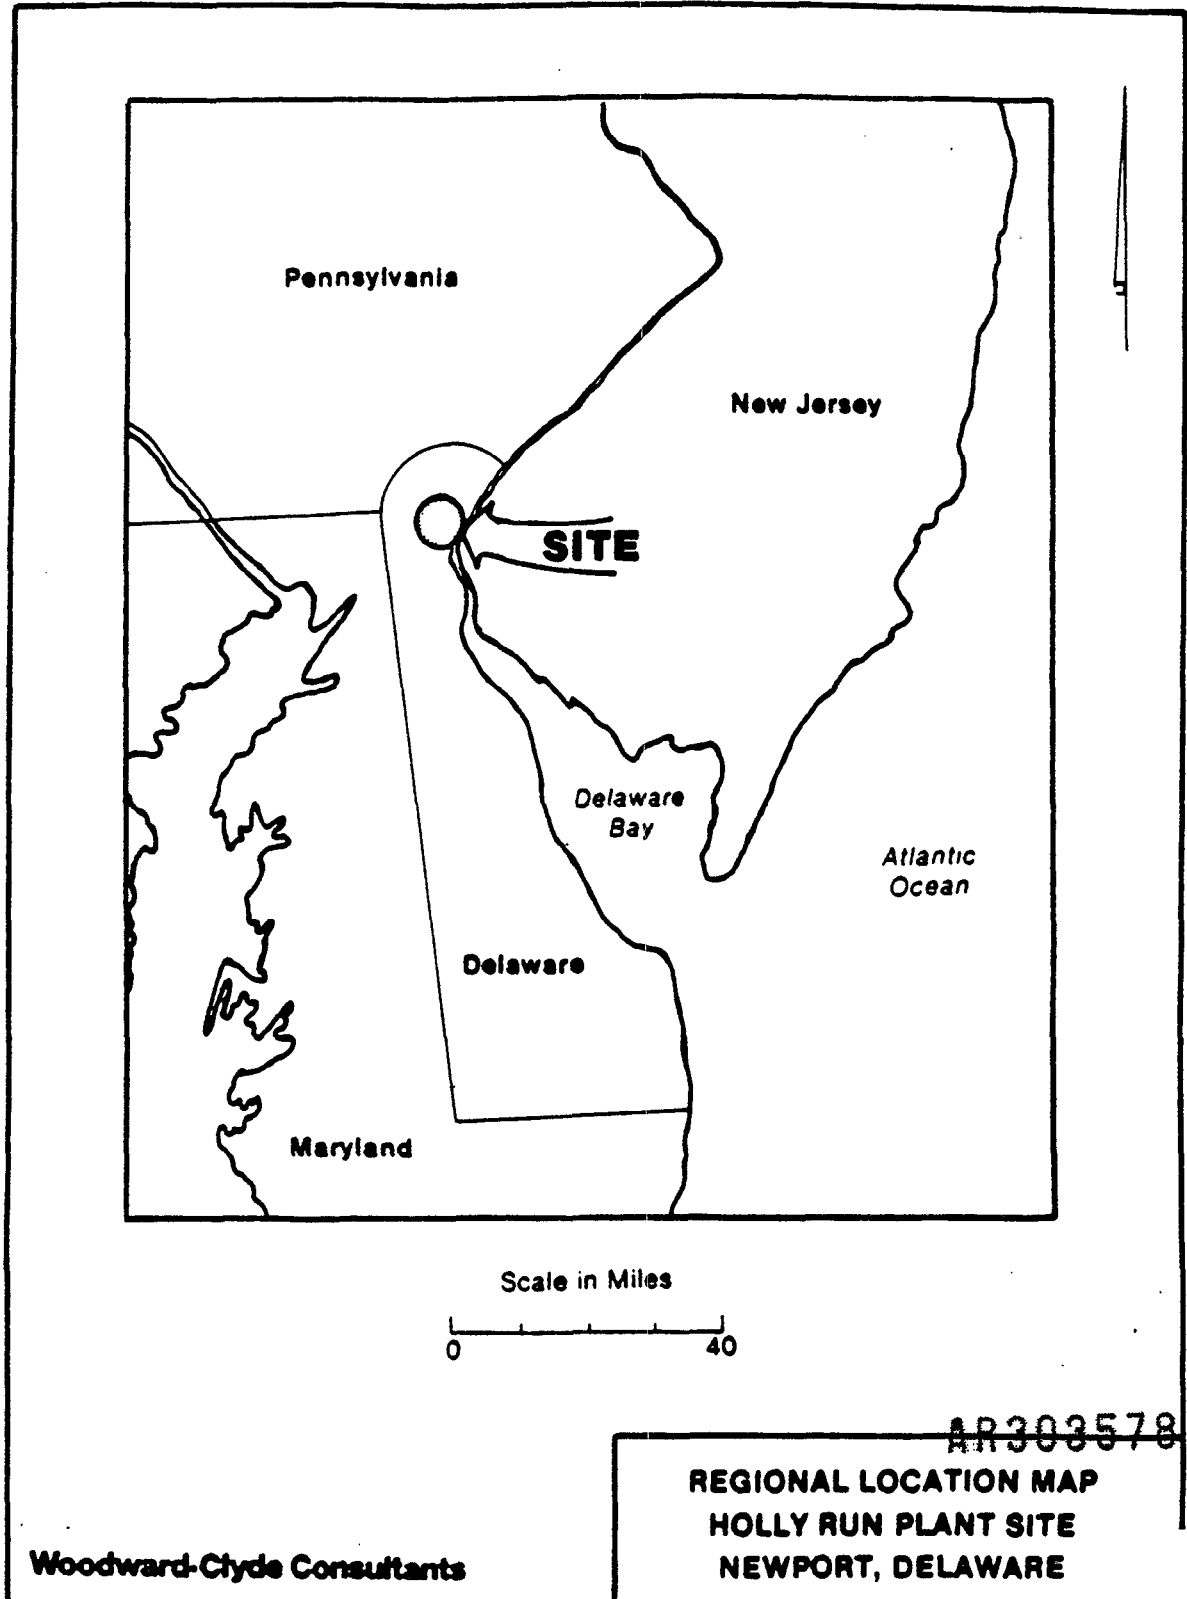 Pennsylvania
New Jersey
SITE
Delaware
Bay
Atlantic
Ocean
Delaware
Maryland
Scale in Miles
0 40
AR303578
REGIONAL LOCATION MAP
HOLLY RUN PLANT SITE
NEWPORT, DELAWARE
Woodward-Clyde Consultants